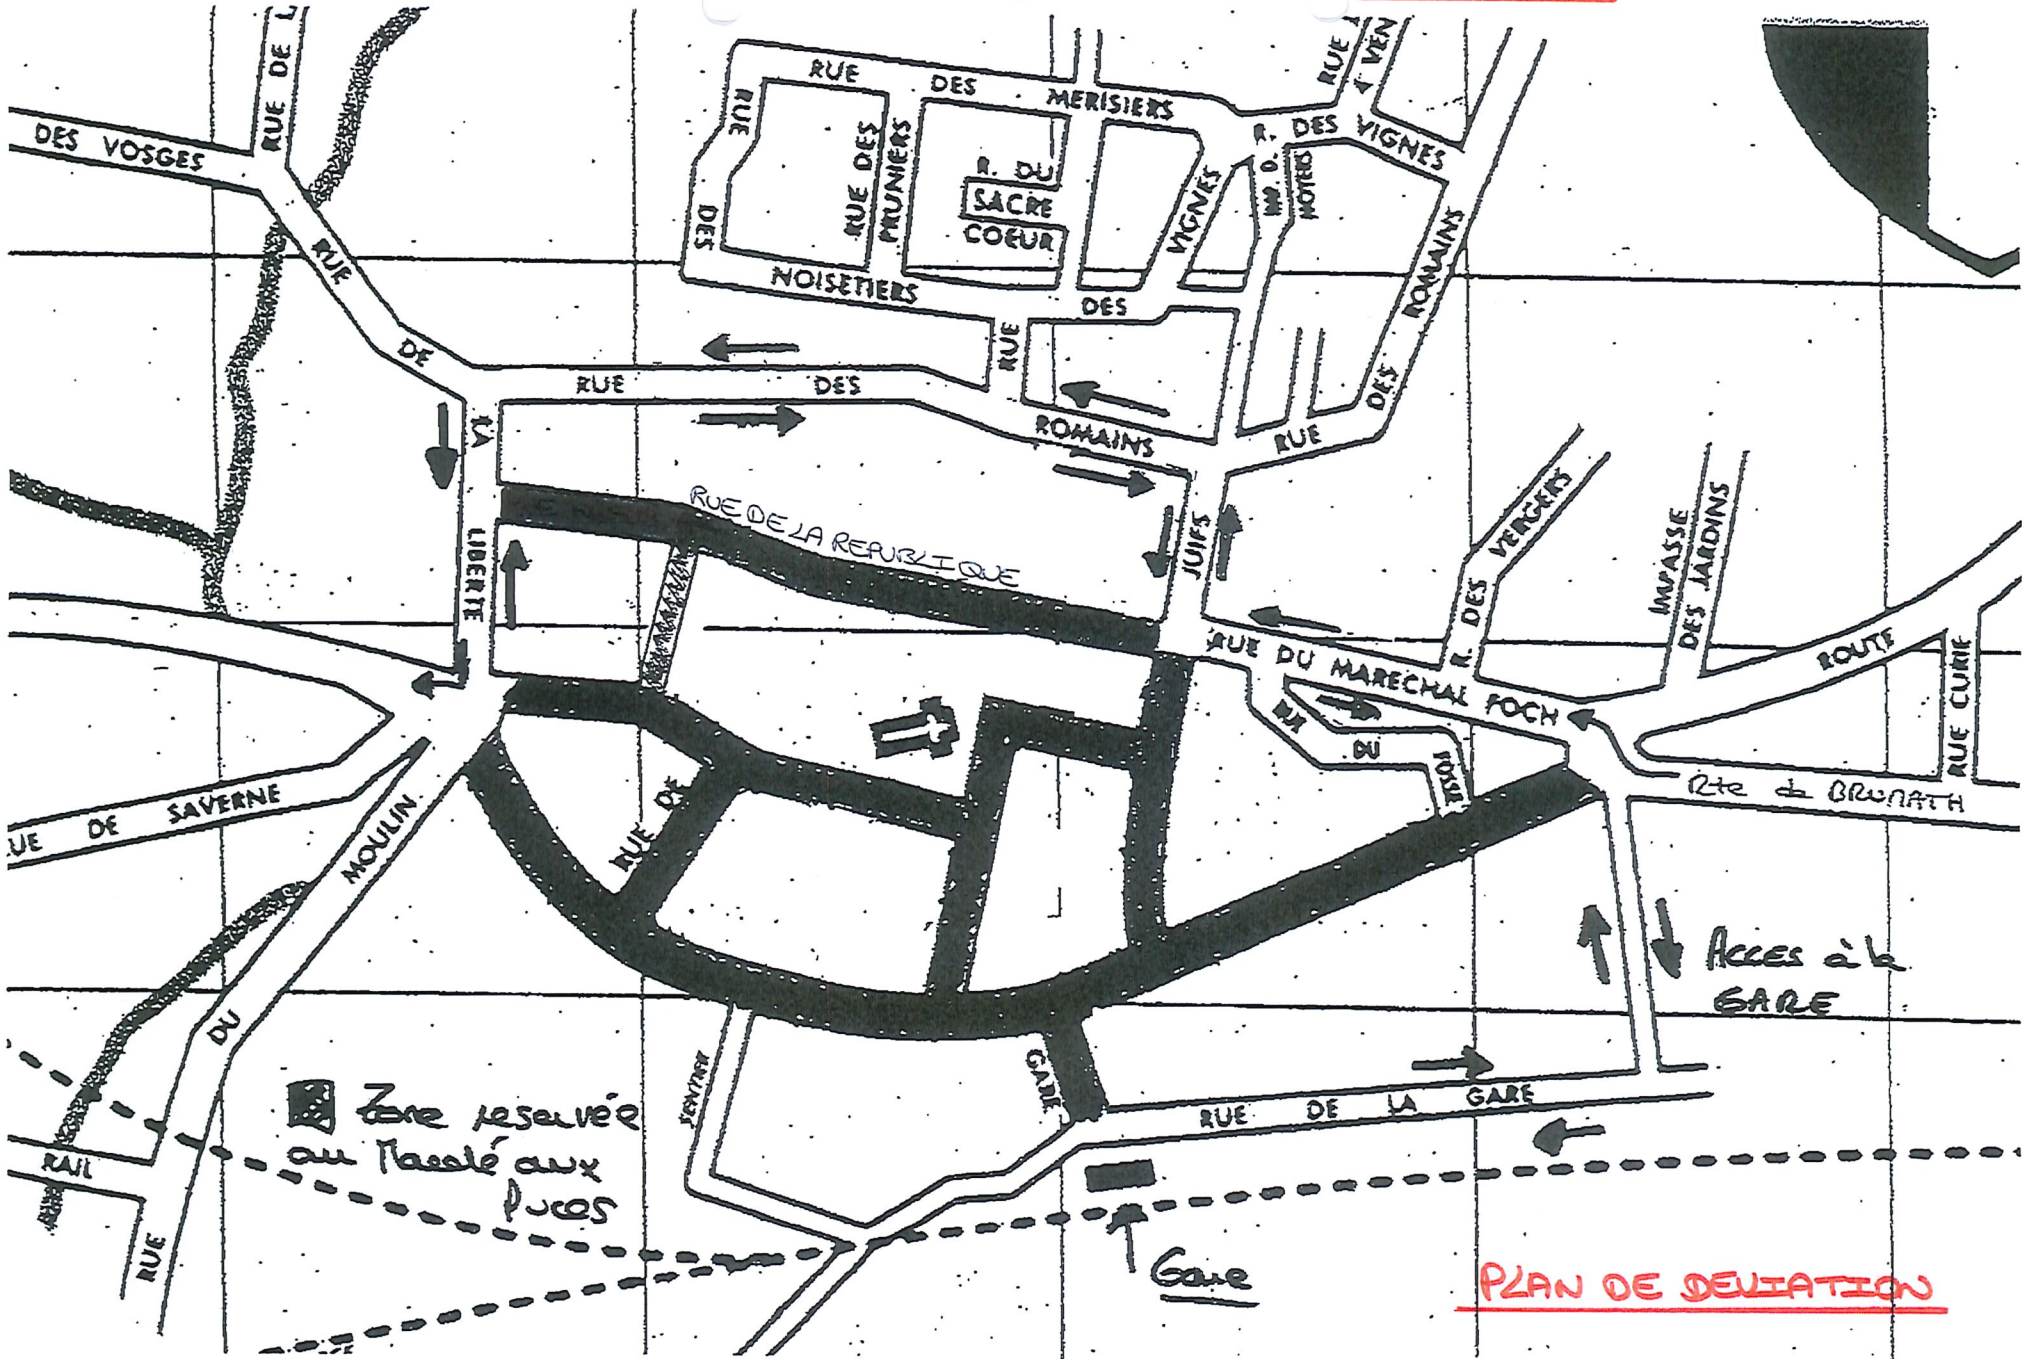 RUE DE L
RUE
VEN
RUE DES MERISIERS
DES VOSGES
RUE
DES
RUE DES
PRUNIERS
R. DU
SACRE
COEUR
VIGNES
R. DES VIGNES
IMP. D.
NOYERS
ROMAINS
DES
RUE
NOISETIERS
DES
RUE
RUE
DE
LA
LIBERTE
RUE DES
ROMAINS
RUE DE LA REPUBLIQUE
JUIFS
R. DES VERGERS
IMPASSE
DES JARDINS
RUE DU MARECHAL FOCH
ROUTE
RUE CURIE
RUE
DU
FOSSE
Rte de BRUMATH
RUE DE SAVERNE
RUE DE
MOULIN
DU
RUE
Acces à la
GARE
SENTIER
GARE
RUE DE LA GARE
Zone reservée
au Marché aux
Puces
RAIL
Gare
PLAN DE DEVIATION